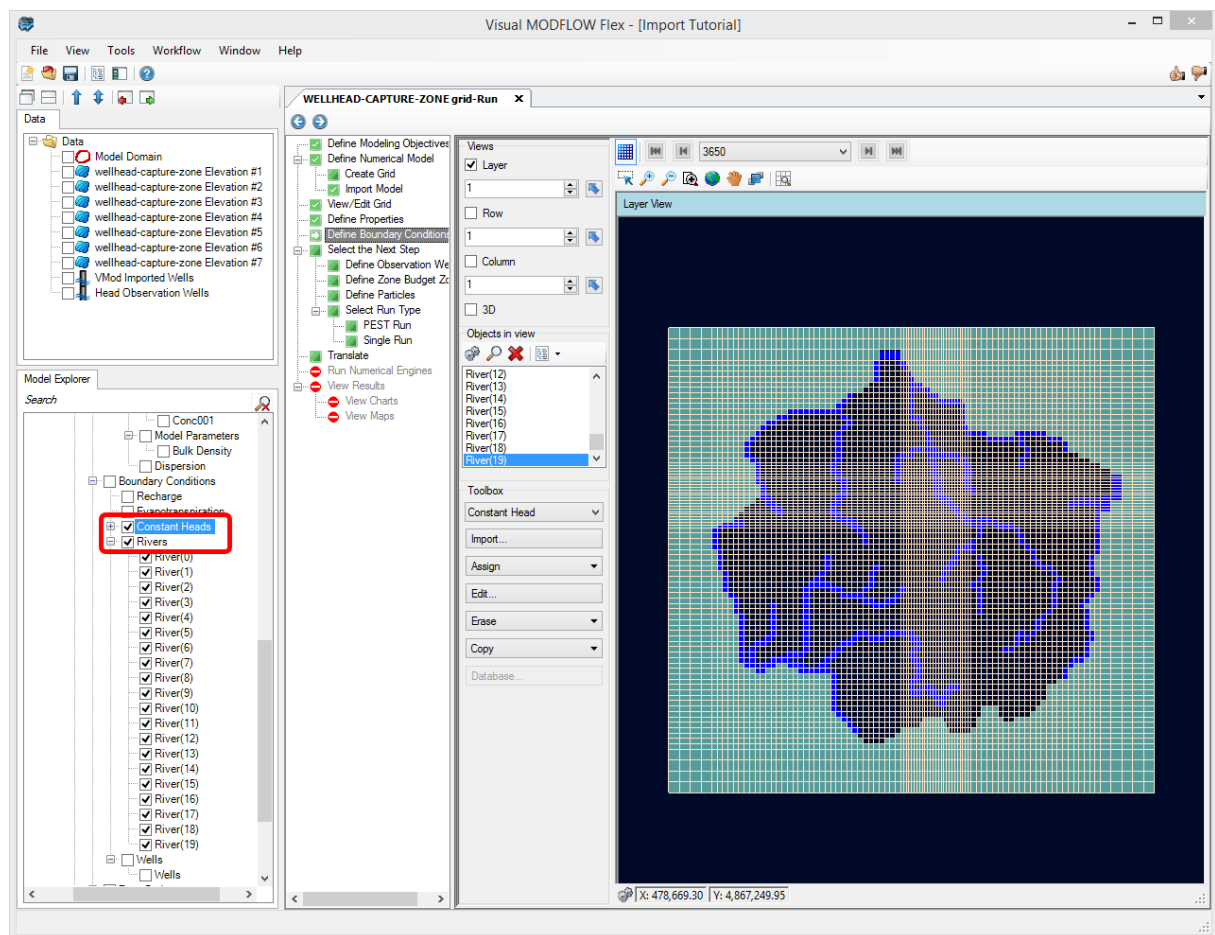 Visual MODFLOW Flex - [Import Tutorial]
File View Tools Workflow Window Help
Data
Data
Model Domain
wellhead-capture-zone Elevation #1
wellhead-capture-zone Elevation #2
wellhead-capture-zone Elevation #3
wellhead-capture-zone Elevation #4
wellhead-capture-zone Elevation #5
wellhead-capture-zone Elevation #6
wellhead-capture-zone Elevation #7
VMod Imported Wells
Head Observation Wells
Model Explorer
Search
Conc001
Model Parameters
Bulk Density
Dispersion
Boundary Conditions
Recharge
Evapotranspiration
Constant Heads
Rivers
River(0)
River(1)
River(2)
River(3)
River(4)
River(5)
River(6)
River(7)
River(8)
River(9)
River(10)
River(11)
River(12)
River(13)
River(14)
River(15)
River(16)
River(17)
River(18)
River(19)
Wells
Wells
WELLHEAD-CAPTURE-ZONE grid-Run X
Define Modeling Objectives
Define Numerical Model
Create Grid
Import Model
View/Edit Grid
Define Properties
Define Boundary Conditions
Select the Next Step
Define Observation We
Define Zone Budget Zo
Define Particles
Select Run Type
PEST Run
Single Run
Translate
Run Numerical Engines
View Results
View Charts
View Maps
Views
Layer
1
Row
1
Column
1
3D
Objects in view
River(12)
River(13)
River(14)
River(15)
River(16)
River(17)
River(18)
River(19)
Toolbox
Constant Head
Import...
Assign
Edit...
Erase
Copy
Database...
3650
Layer View
X: 478,669.30 Y: 4,867,249.95